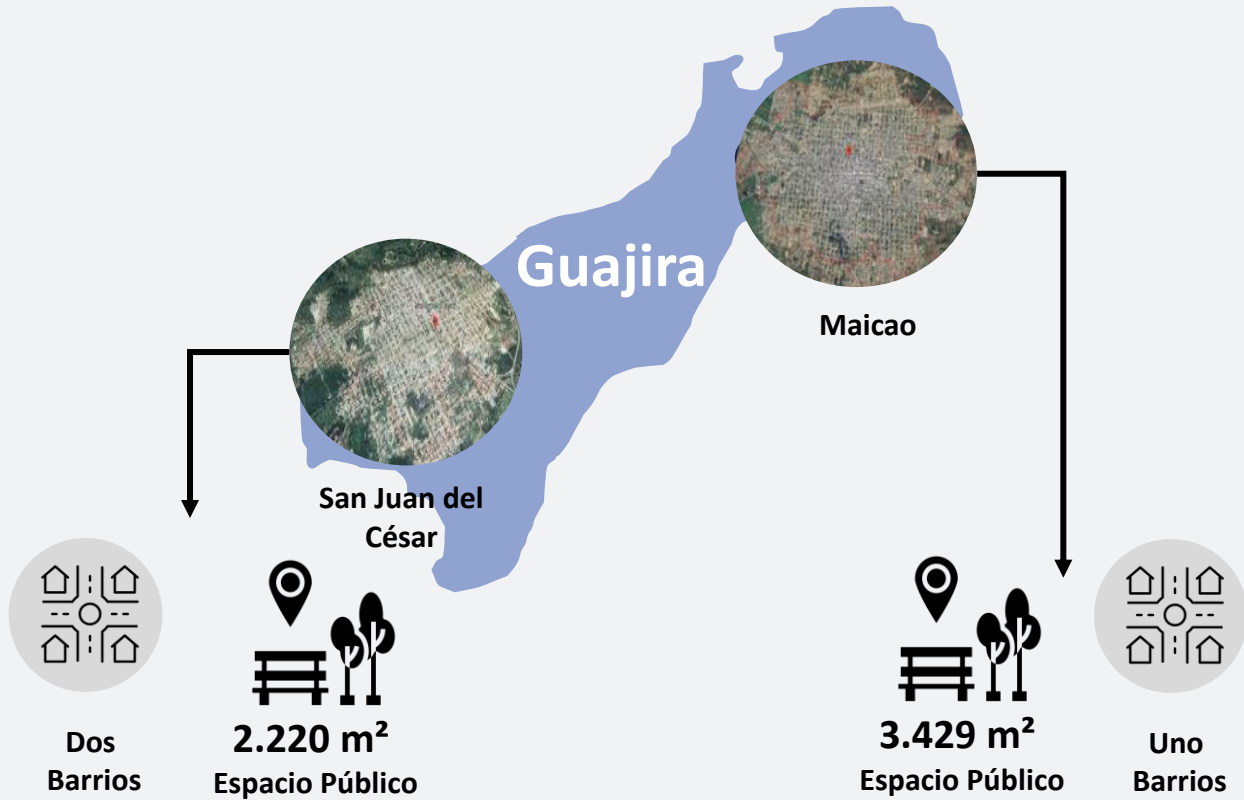 Guajira
Maicao
San Juan del
César
Dos
Barrios
2.220 m²
Espacio Público
3.429 m²
Espacio Público
Uno
Barrios